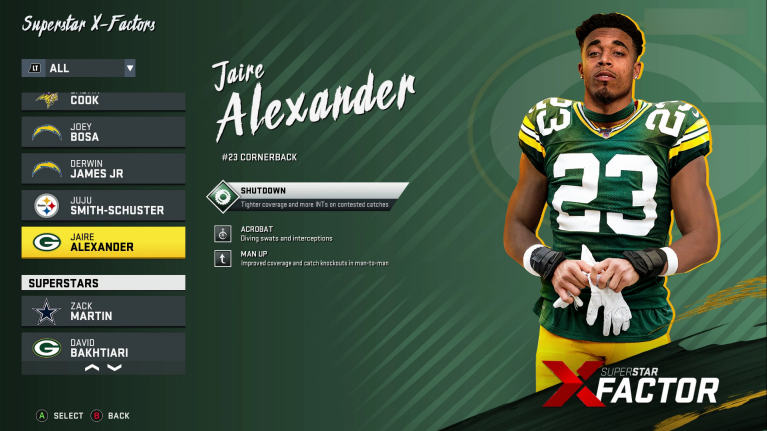 Superstar X-Factors
LT ALL
COOK
JOEY
BOSA
DERWIN
JAMES JR
JUJU
SMITH-SCHUSTER
JAIRE
ALEXANDER
SUPERSTARS
ZACK
MARTIN
DAVID
BAKHTIARI
A SELECT B BACK
Jaire
Alexander
#23 CORNERBACK
SHUTDOWN
Tighter coverage and more INTs on contested catches
ACROBAT
Diving swats and interceptions
MAN UP
Improved coverage and catch knockouts in man-to-man
23 23
23
SUPERSTAR
X FACTOR